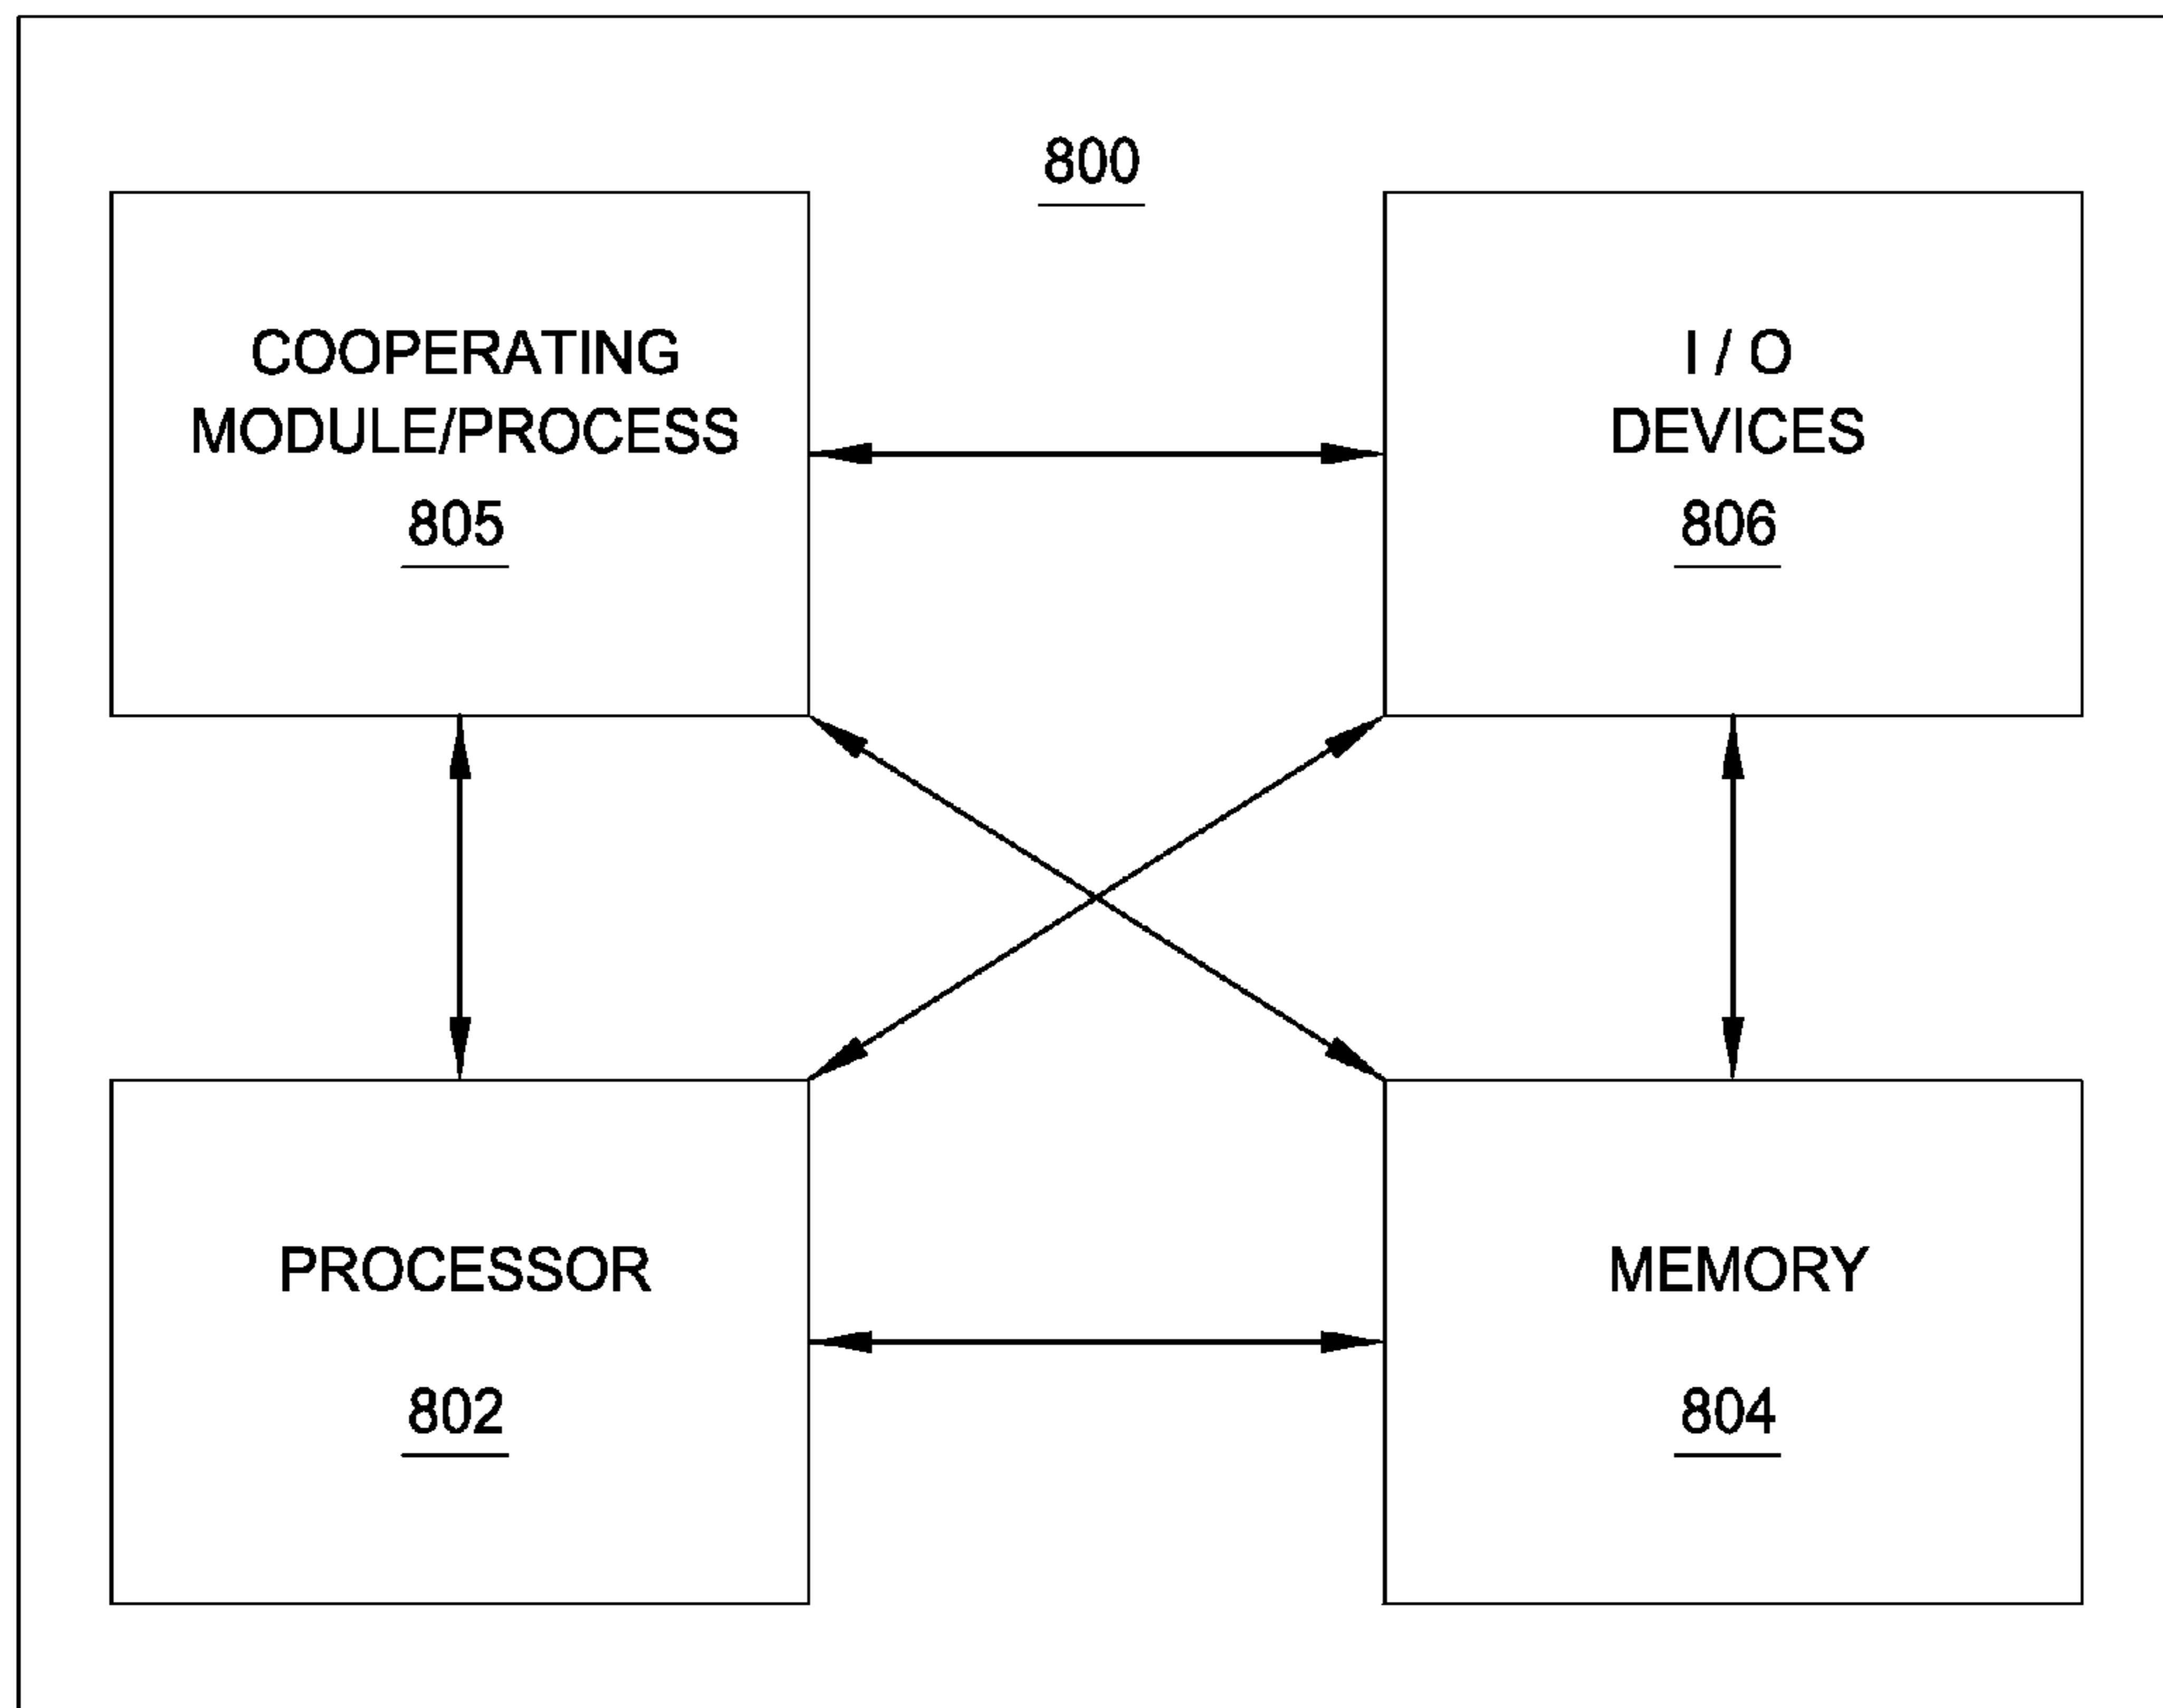 800
COOPERATING
MODULE/PROCESS
805
I / O
DEVICES
806
PROCESSOR
802
MEMORY
804